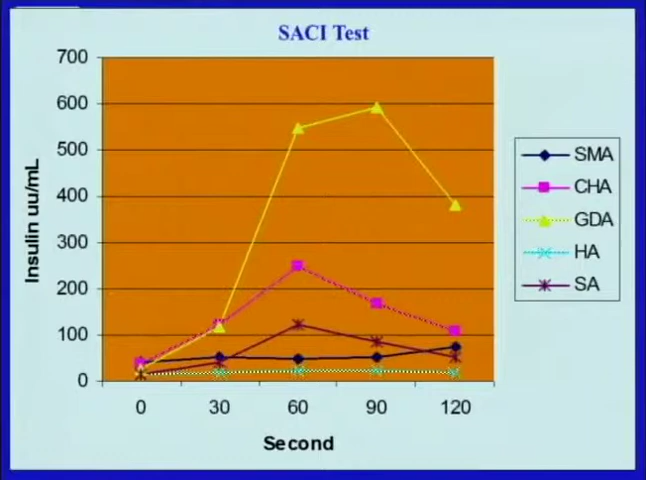 SACI Test
700
600
500
400
300
200
100
0
Insulin uu/mL
0 30 60 90 120
Second
SMA
CHA
GDA
HA
SA